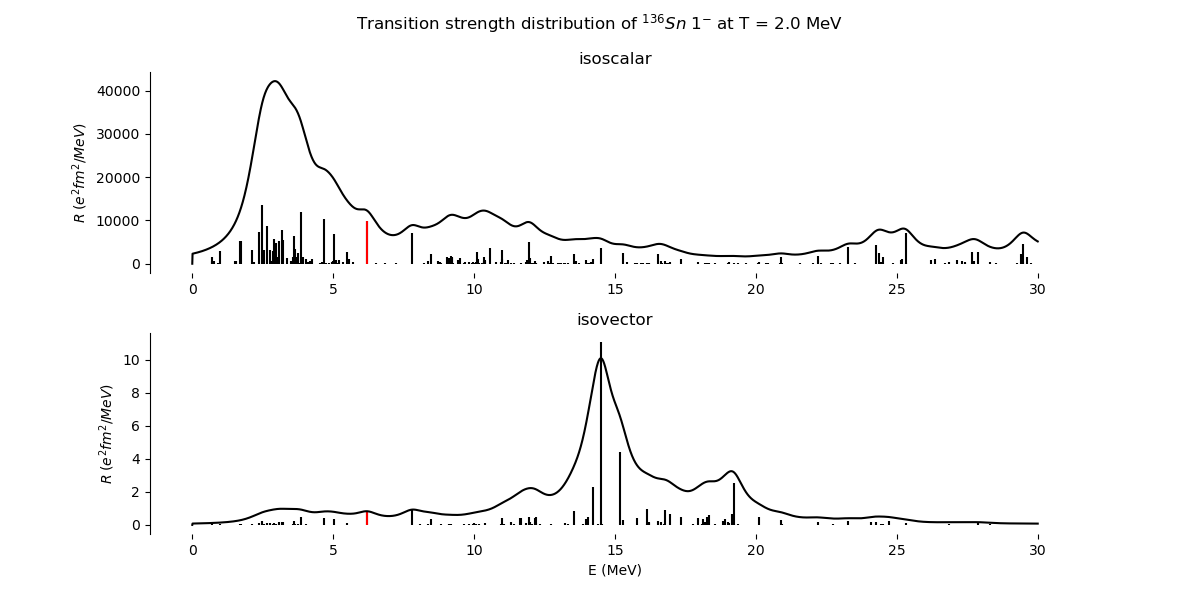 Transition strength distribution of ¹³⁶Sn 1⁻ at T = 2.0 MeV
isoscalar
R (e²fm²/MeV)
40000
30000
20000
10000
0
0 5 10 15 20 25 30
isovector
R (e²fm²/MeV)
10
8
6
4
2
0
0 5 10 15 20 25 30
E (MeV)